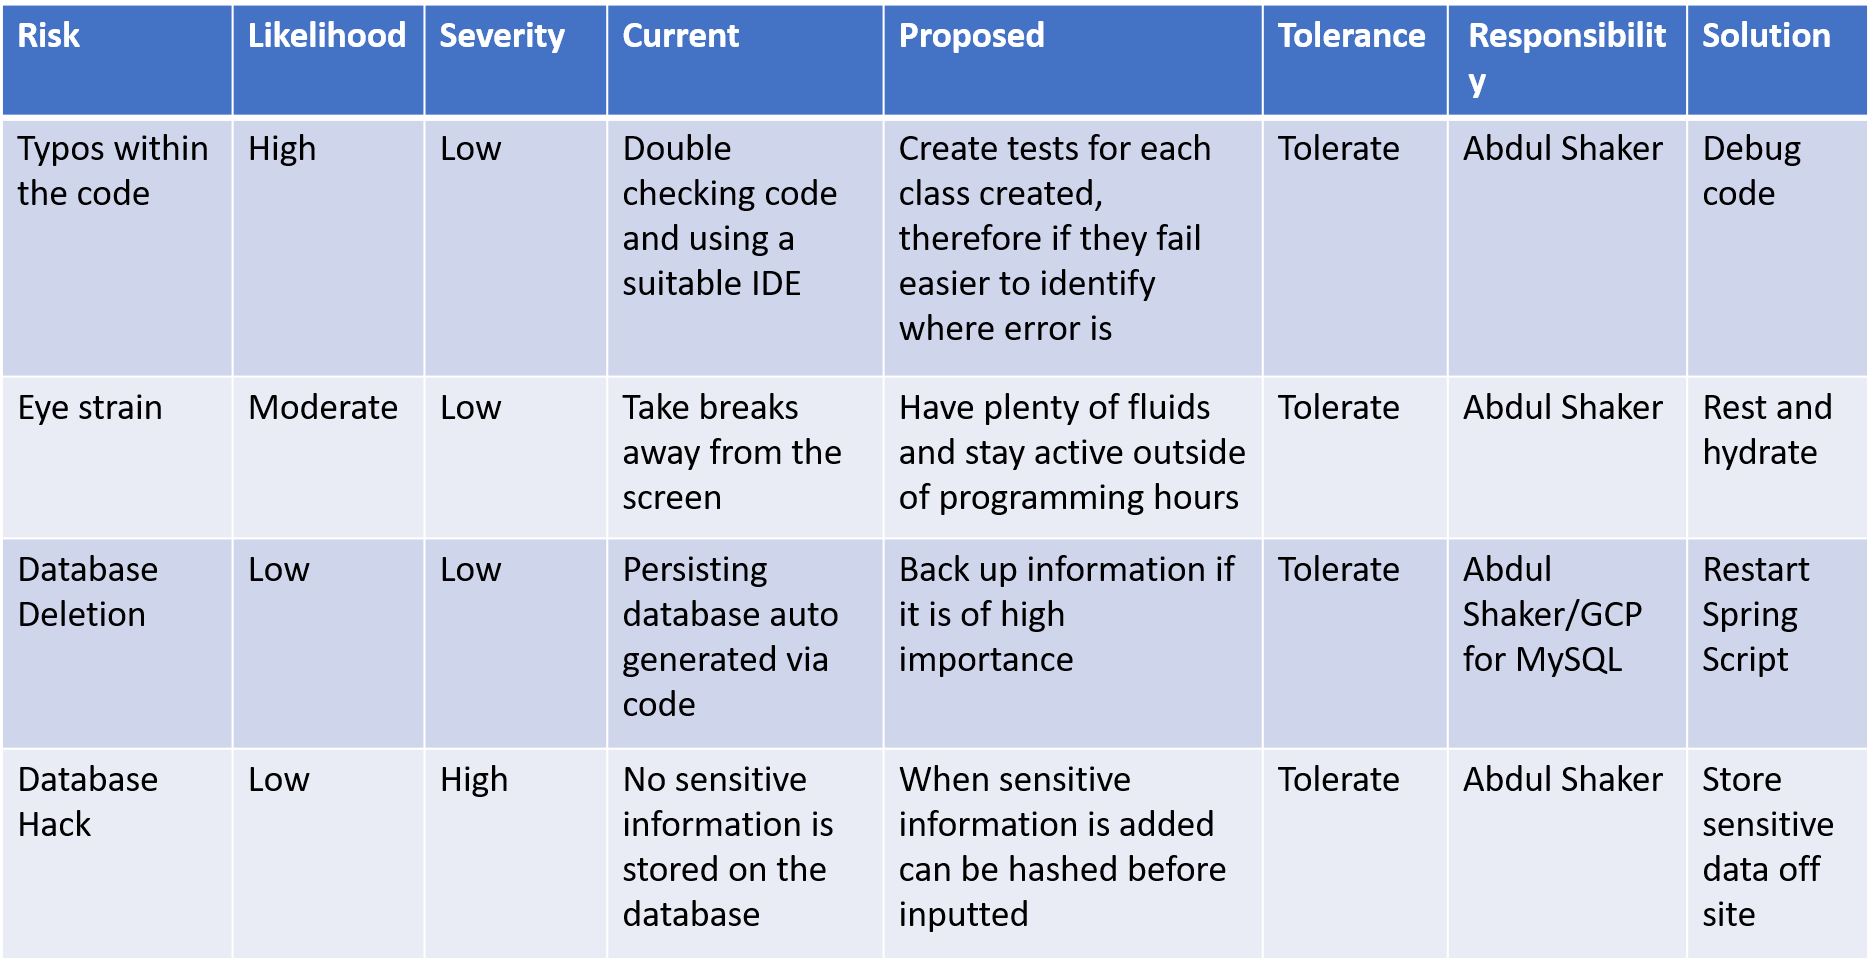 Risk Likelihood Severity Current Proposed Tolerance Responsibilit
y Solution
Typos within
the code
High
Low
Double
checking code
and using a
suitable IDE
Create tests for each
class created,
therefore if they fail
easier to identify
where error is
Tolerate
Abdul Shaker
Debug
code
Eye strain
Moderate
Low
Take breaks
away from the
screen
Have plenty of fluids
and stay active outside
of programming hours
Tolerate
Abdul Shaker
Rest and
hydrate
Database
Deletion
Low
Low
Persisting
database auto
generated via
code
Back up information if
it is of high
importance
Tolerate
Abdul
Shaker/GCP
for MySQL
Restart
Spring
Script
Database
Hack
Low
High
No sensitive
information is
stored on the
database
When sensitive
information is added
can be hashed before
inputted
Tolerate
Abdul Shaker
Store
sensitive
data off
site